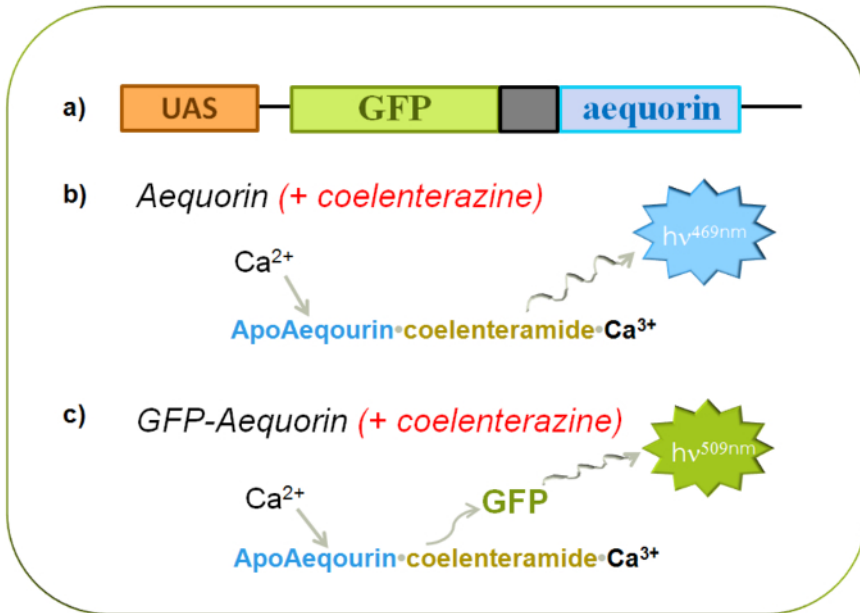 a) UAS GFP aequorin
b) Aequorin (+ coelenterazine)
hν469nm
Ca2+
ApoAeqourin•coelenteramide•Ca3+
c) GFP-Aequorin (+ coelenterazine)
hν509nm
Ca2+
GFP
ApoAeqourin•coelenteramide•Ca3+